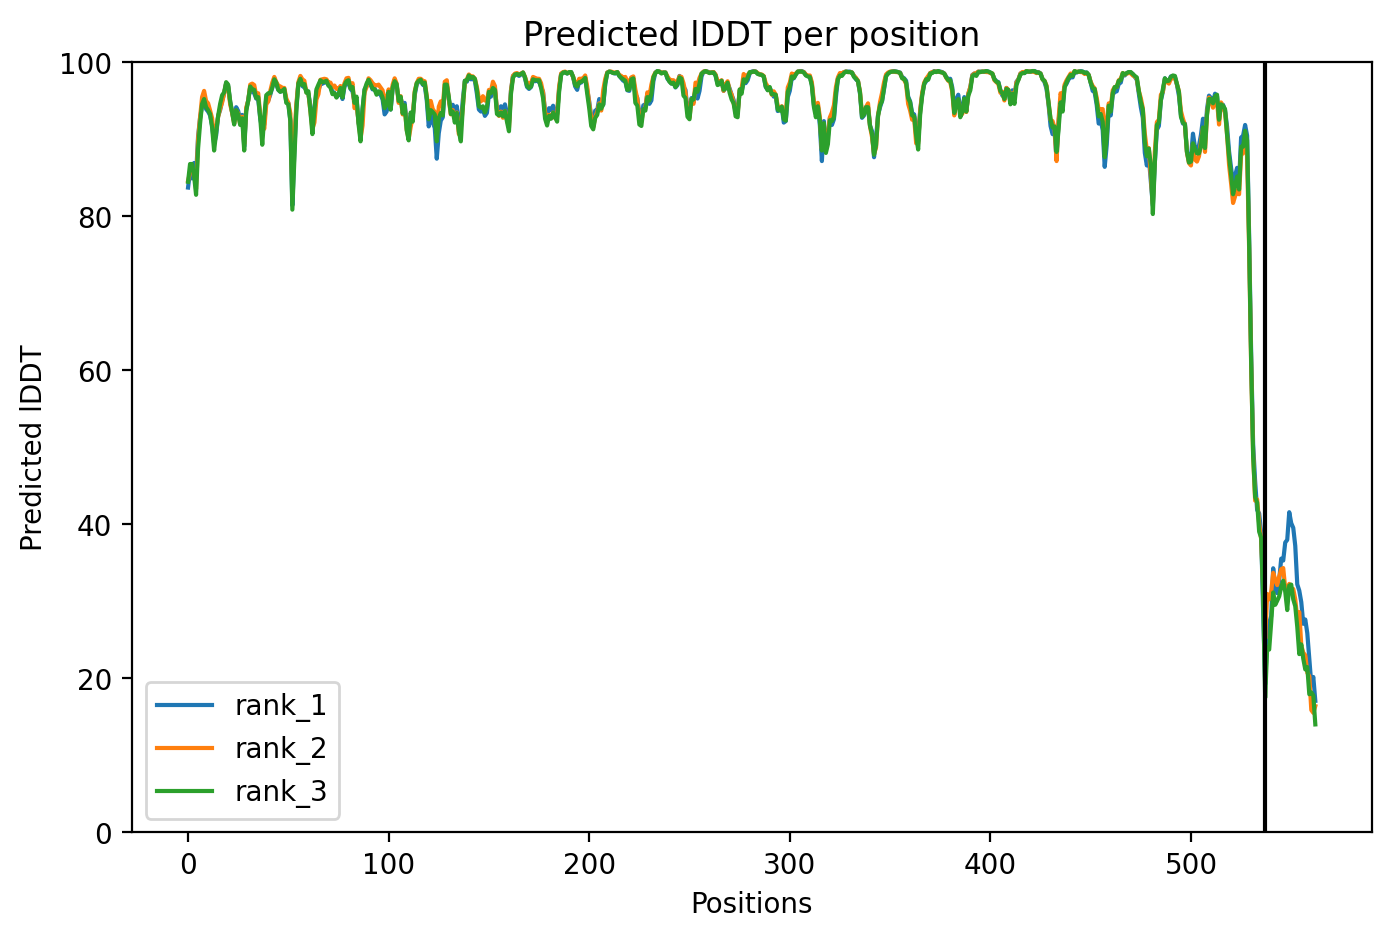 Predicted lDDT per position
100
80
60
40
20
0
Predicted lDDT
0 100 200 300 400 500
Positions
rank_1
rank_2
rank_3